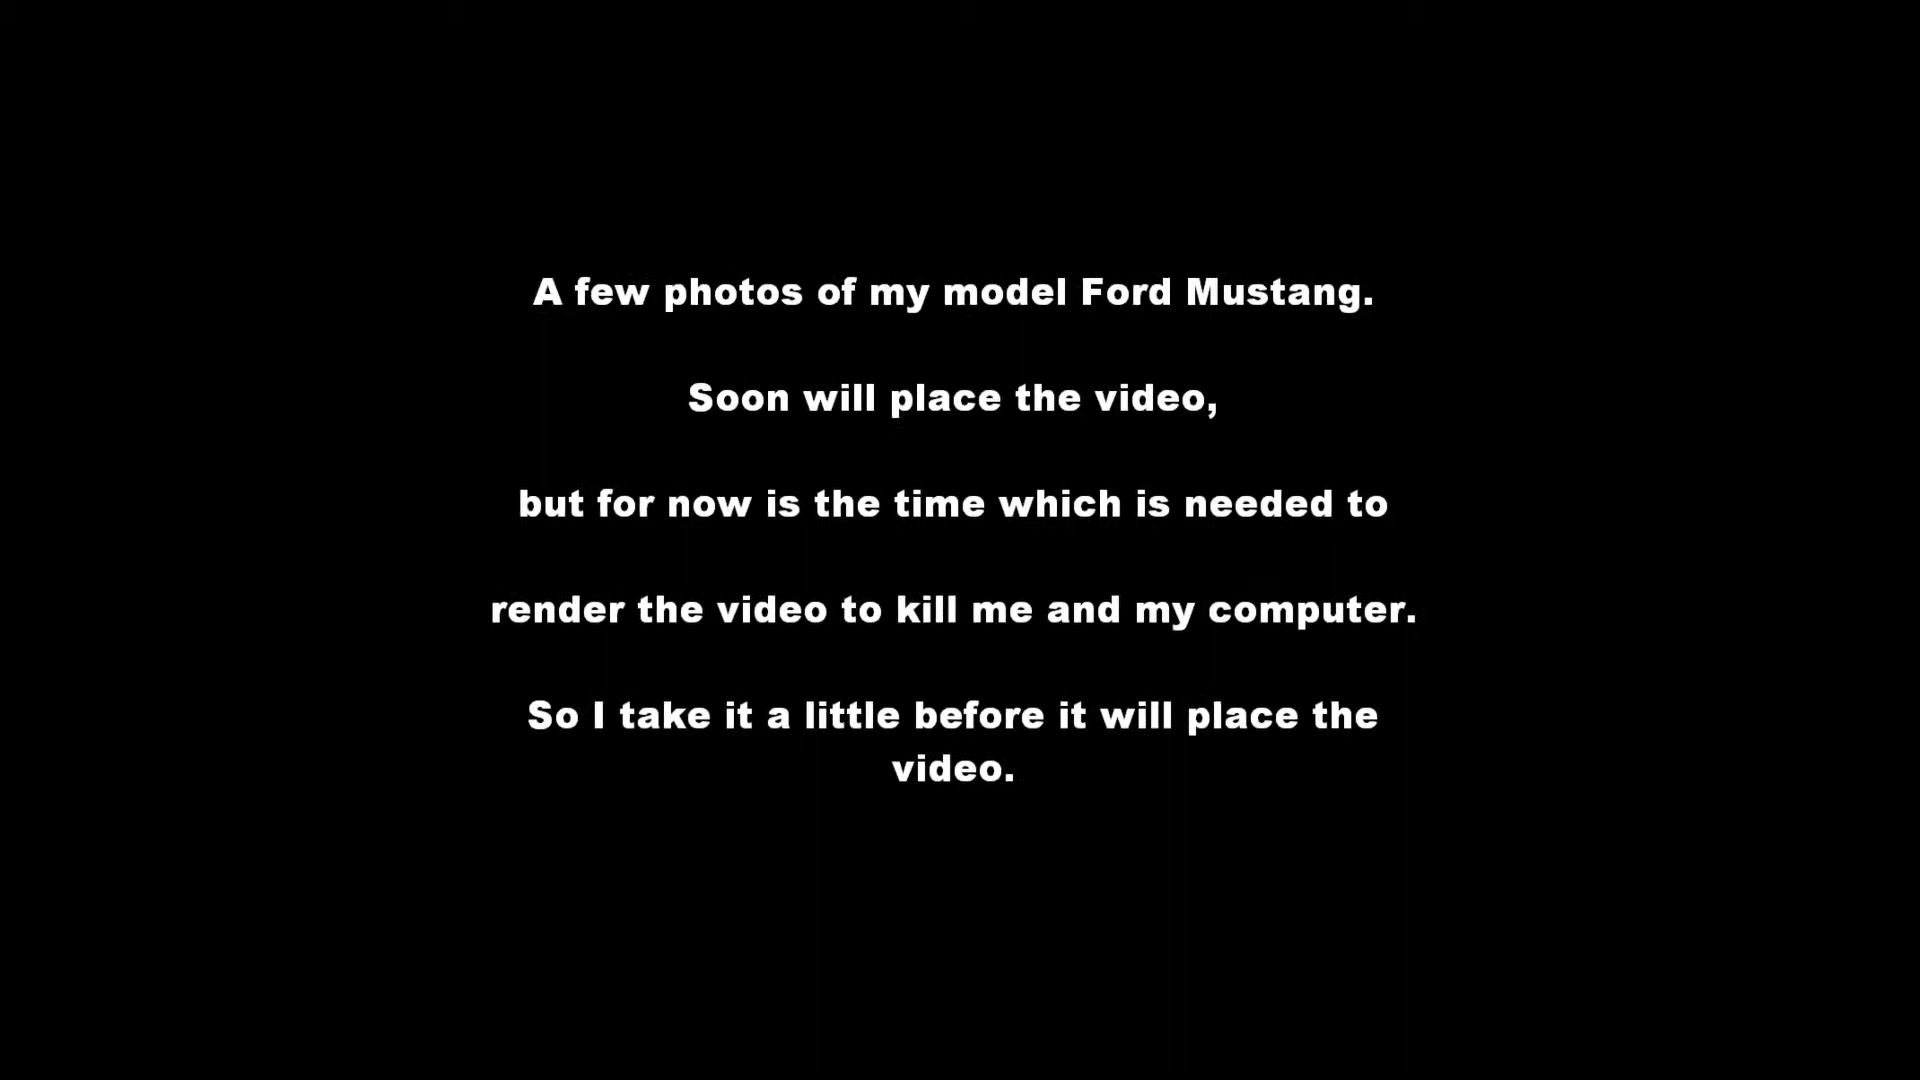 A few photos of my model Ford Mustang.
Soon will place the video,
but for now is the time which is needed to
render the video to kill me and my computer.
So I take it a little before it will place the
video.